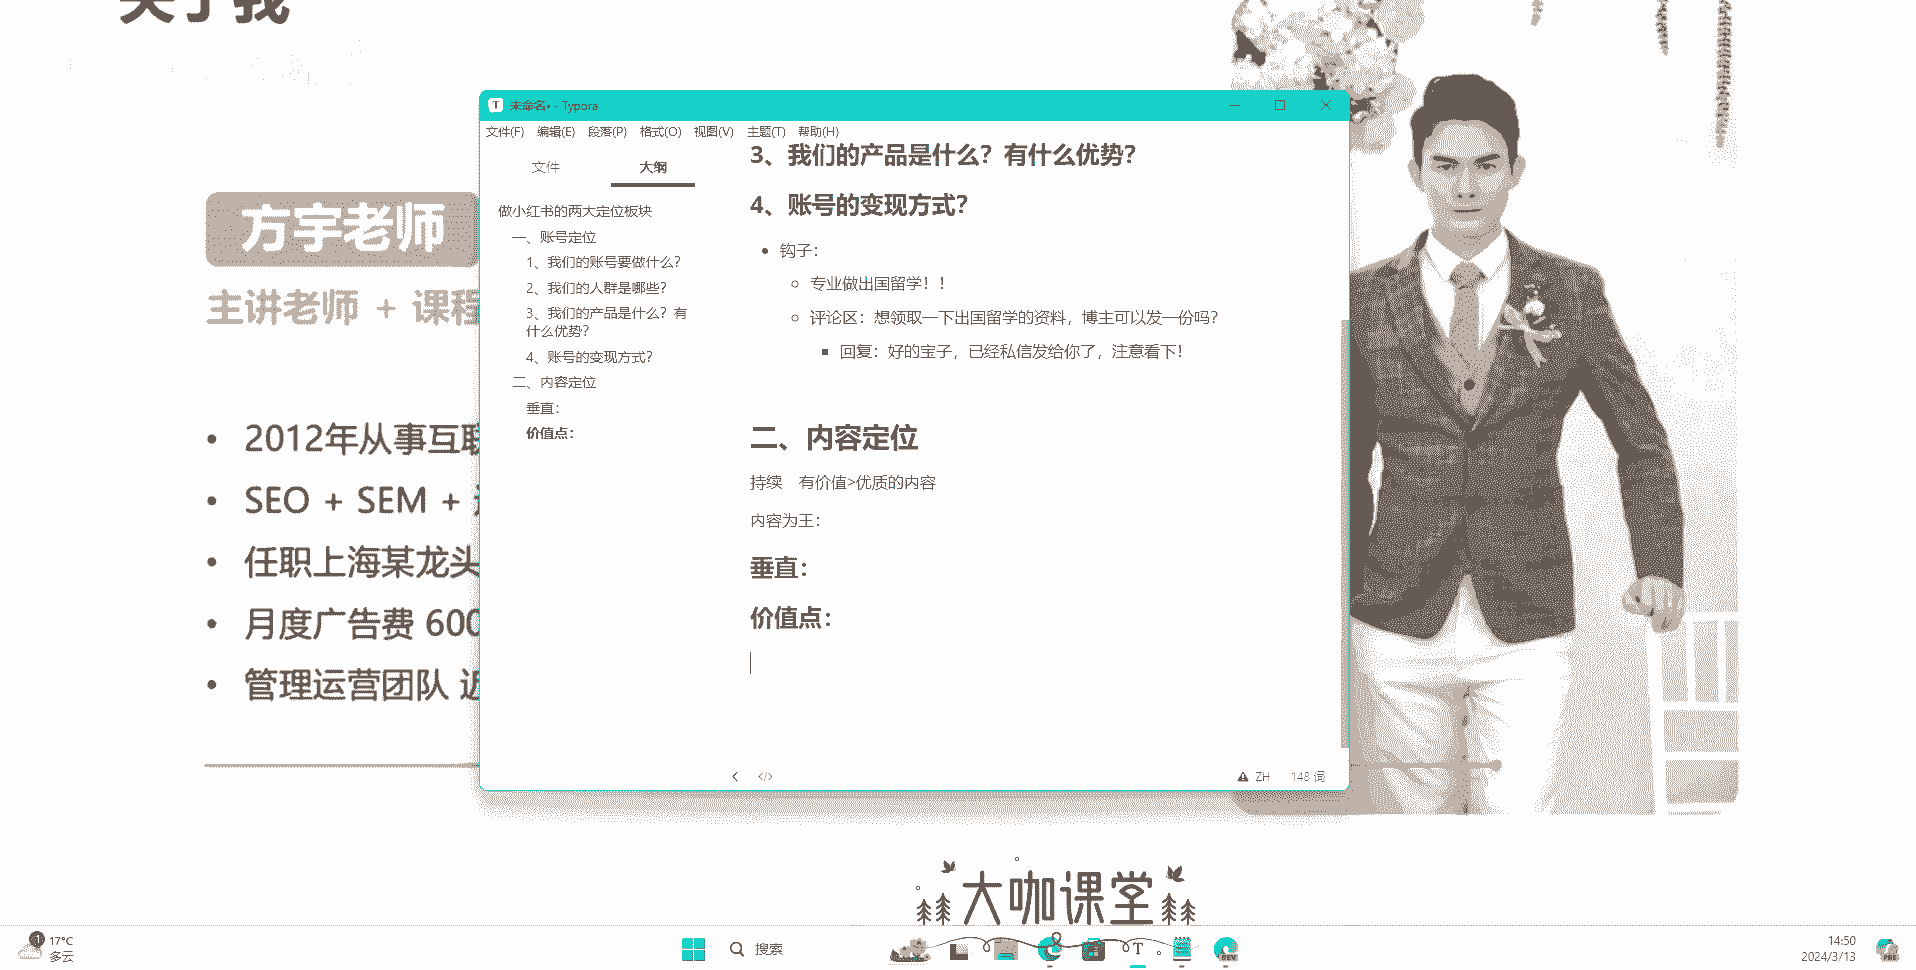 关于我
方宇老师
主讲老师 + 课程
• 2012年从事互联
• SEO + SEM +
• 任职上海某龙头
• 月度广告费 600
• 管理运营团队 近
未命名• - Typora
文件(F) 编辑(E) 段落(P) 格式(O) 视图(V) 主题(T) 帮助(H)
文件 大纲
做小红书的两大定位板块
一、账号定位
1、我们的账号要做什么？
2、我们的人群是哪些？
3、我们的产品是什么？有
什么优势？
4、账号的变现方式？
二、内容定位
垂直：
价值点：
3、我们的产品是什么？有什么优势？
4、账号的变现方式？
• 钩子：
专业做出国留学！！
评论区：想领取一下出国留学的资料，博主可以发一份吗？
回复：好的宝子，已经私信发给你了，注意看下！
二、内容定位
持续 有价值>优质的内容
内容为王：
垂直：
价值点：
ZH 148 词
大咖课堂
1
17°C
多云
搜索
T
DEV
14:50
2024/3/13
PRE